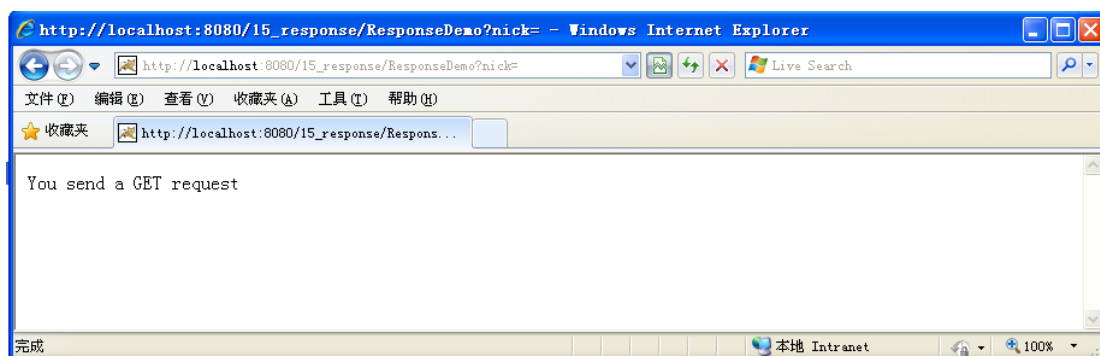 http://localhost:8080/15_response/ResponseDemo?nick= - Windows Internet Explorer
http://localhost:8080/15_response/ResponseDemo?nick= Live Search
文件(F) 编辑(E) 查看(V) 收藏夹(A) 工具(T) 帮助(H)
收藏夹 http://localhost:8080/15_response/Respons...
You send a GET request
完成 本地 Intranet 100%